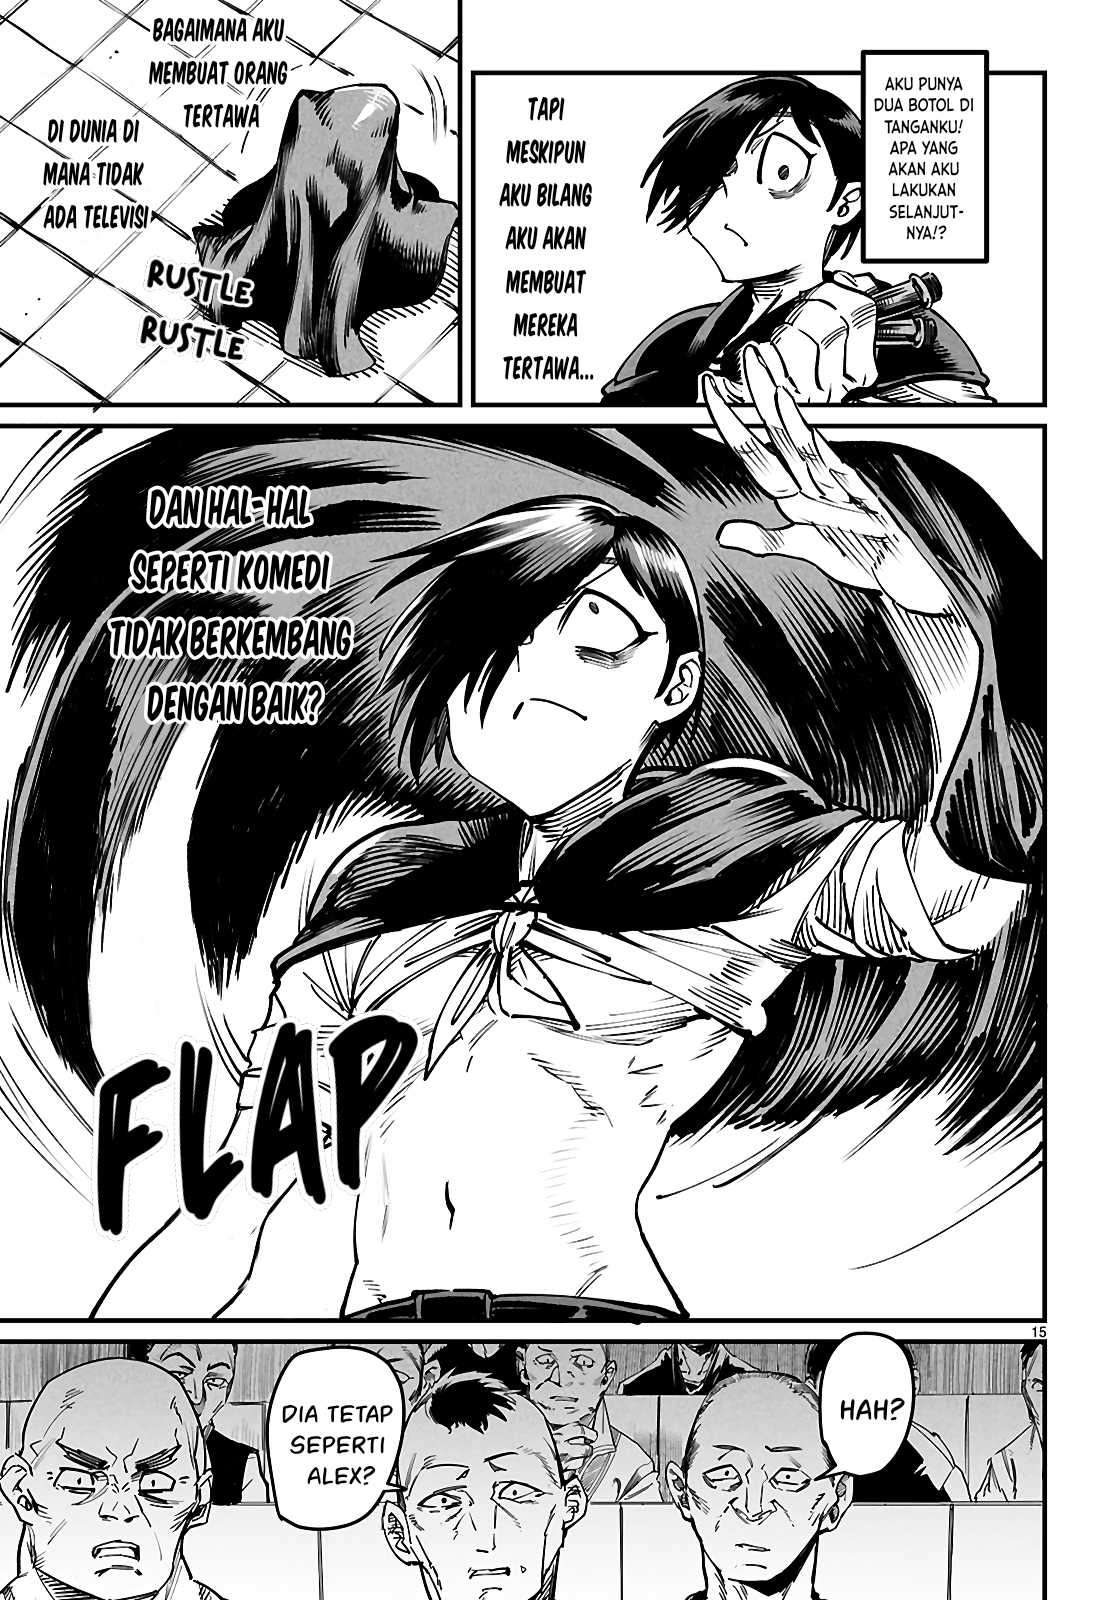 AKU PUNYA
DUA BOTOL DI
TANGANKU!
APA YANG
AKAN AKU
LAKUKAN
SELANJUT-
NYA!?
TAPI
MESKIPUN
AKU BILANG
AKU AKAN
MEMBUAT
MEREKA
TERTAWA...
BAGAIMANA AKU
MEMBUAT ORANG
TERTAWA
DI DUNIA DI
MANA TIDAK
ADA TELEVISI
RUSTLE
RUSTLE
DAN HAL-HAL
SEPERTI KOMEDI
TIDAK BERKEMBANG
DENGAN BAIK?
FLAP
15
HAH?
DIA TETAP
SEPERTI
ALEX?